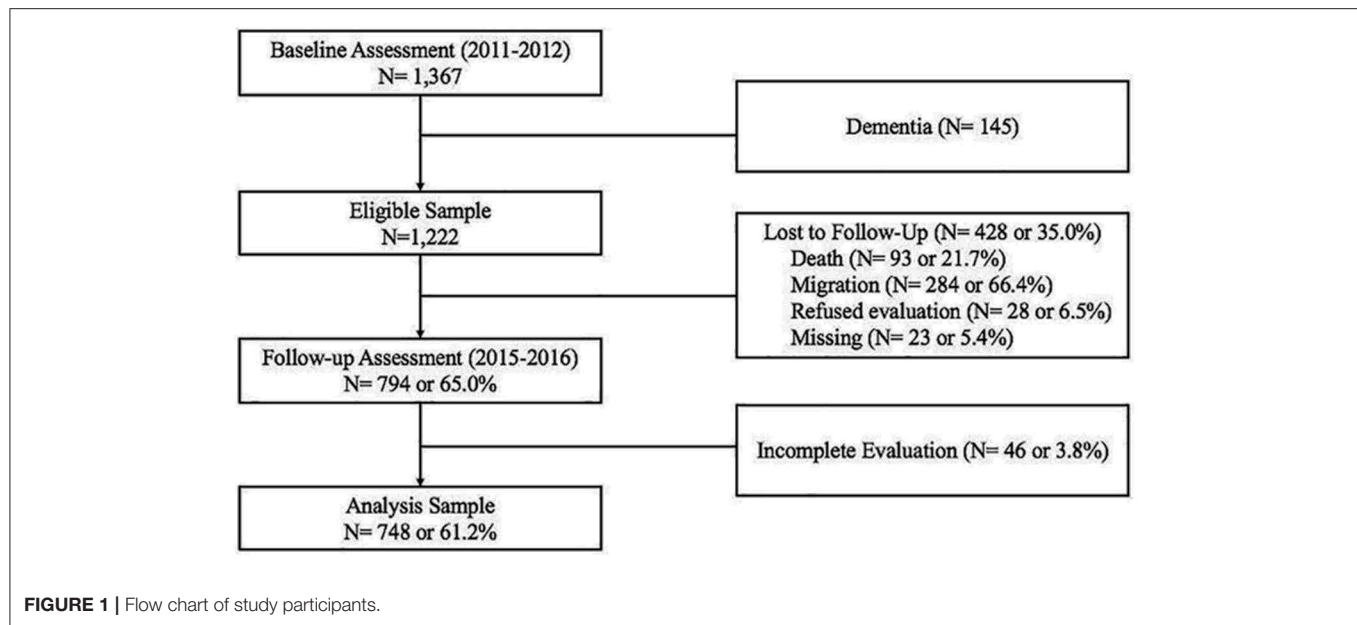 Baseline Assessment (2011-2012)
N= 1,367
Dementia (N= 145)
Eligible Sample
N=1,222
Lost to Follow-Up (N= 428 or 35.0%)
Death (N= 93 or 21.7%)
Migration (N= 284 or 66.4%)
Refused evaluation (N= 28 or 6.5%)
Missing (N= 23 or 5.4%)
Follow-up Assessment (2015-2016)
N= 794 or 65.0%
Incomplete Evaluation (N= 46 or 3.8%)
Analysis Sample
N= 748 or 61.2%
FIGURE 1 | Flow chart of study participants.